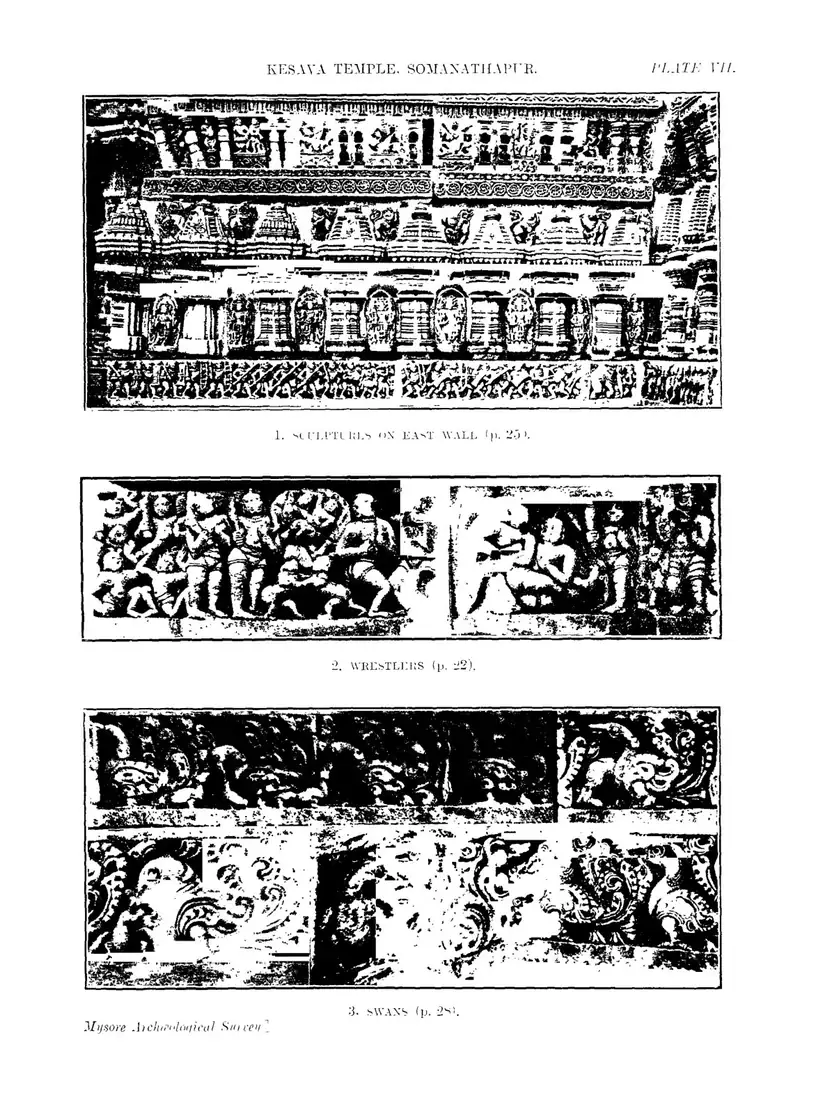 KESAVA TEMPLE, SOMANATHAPUR.
PLATE VII.
1. SCULPTURES ON EAST WALL (p. 25).
2. WRESTLERS (p. 22).
3. SWANS (p. 28).
Mysore Archæological Survey]